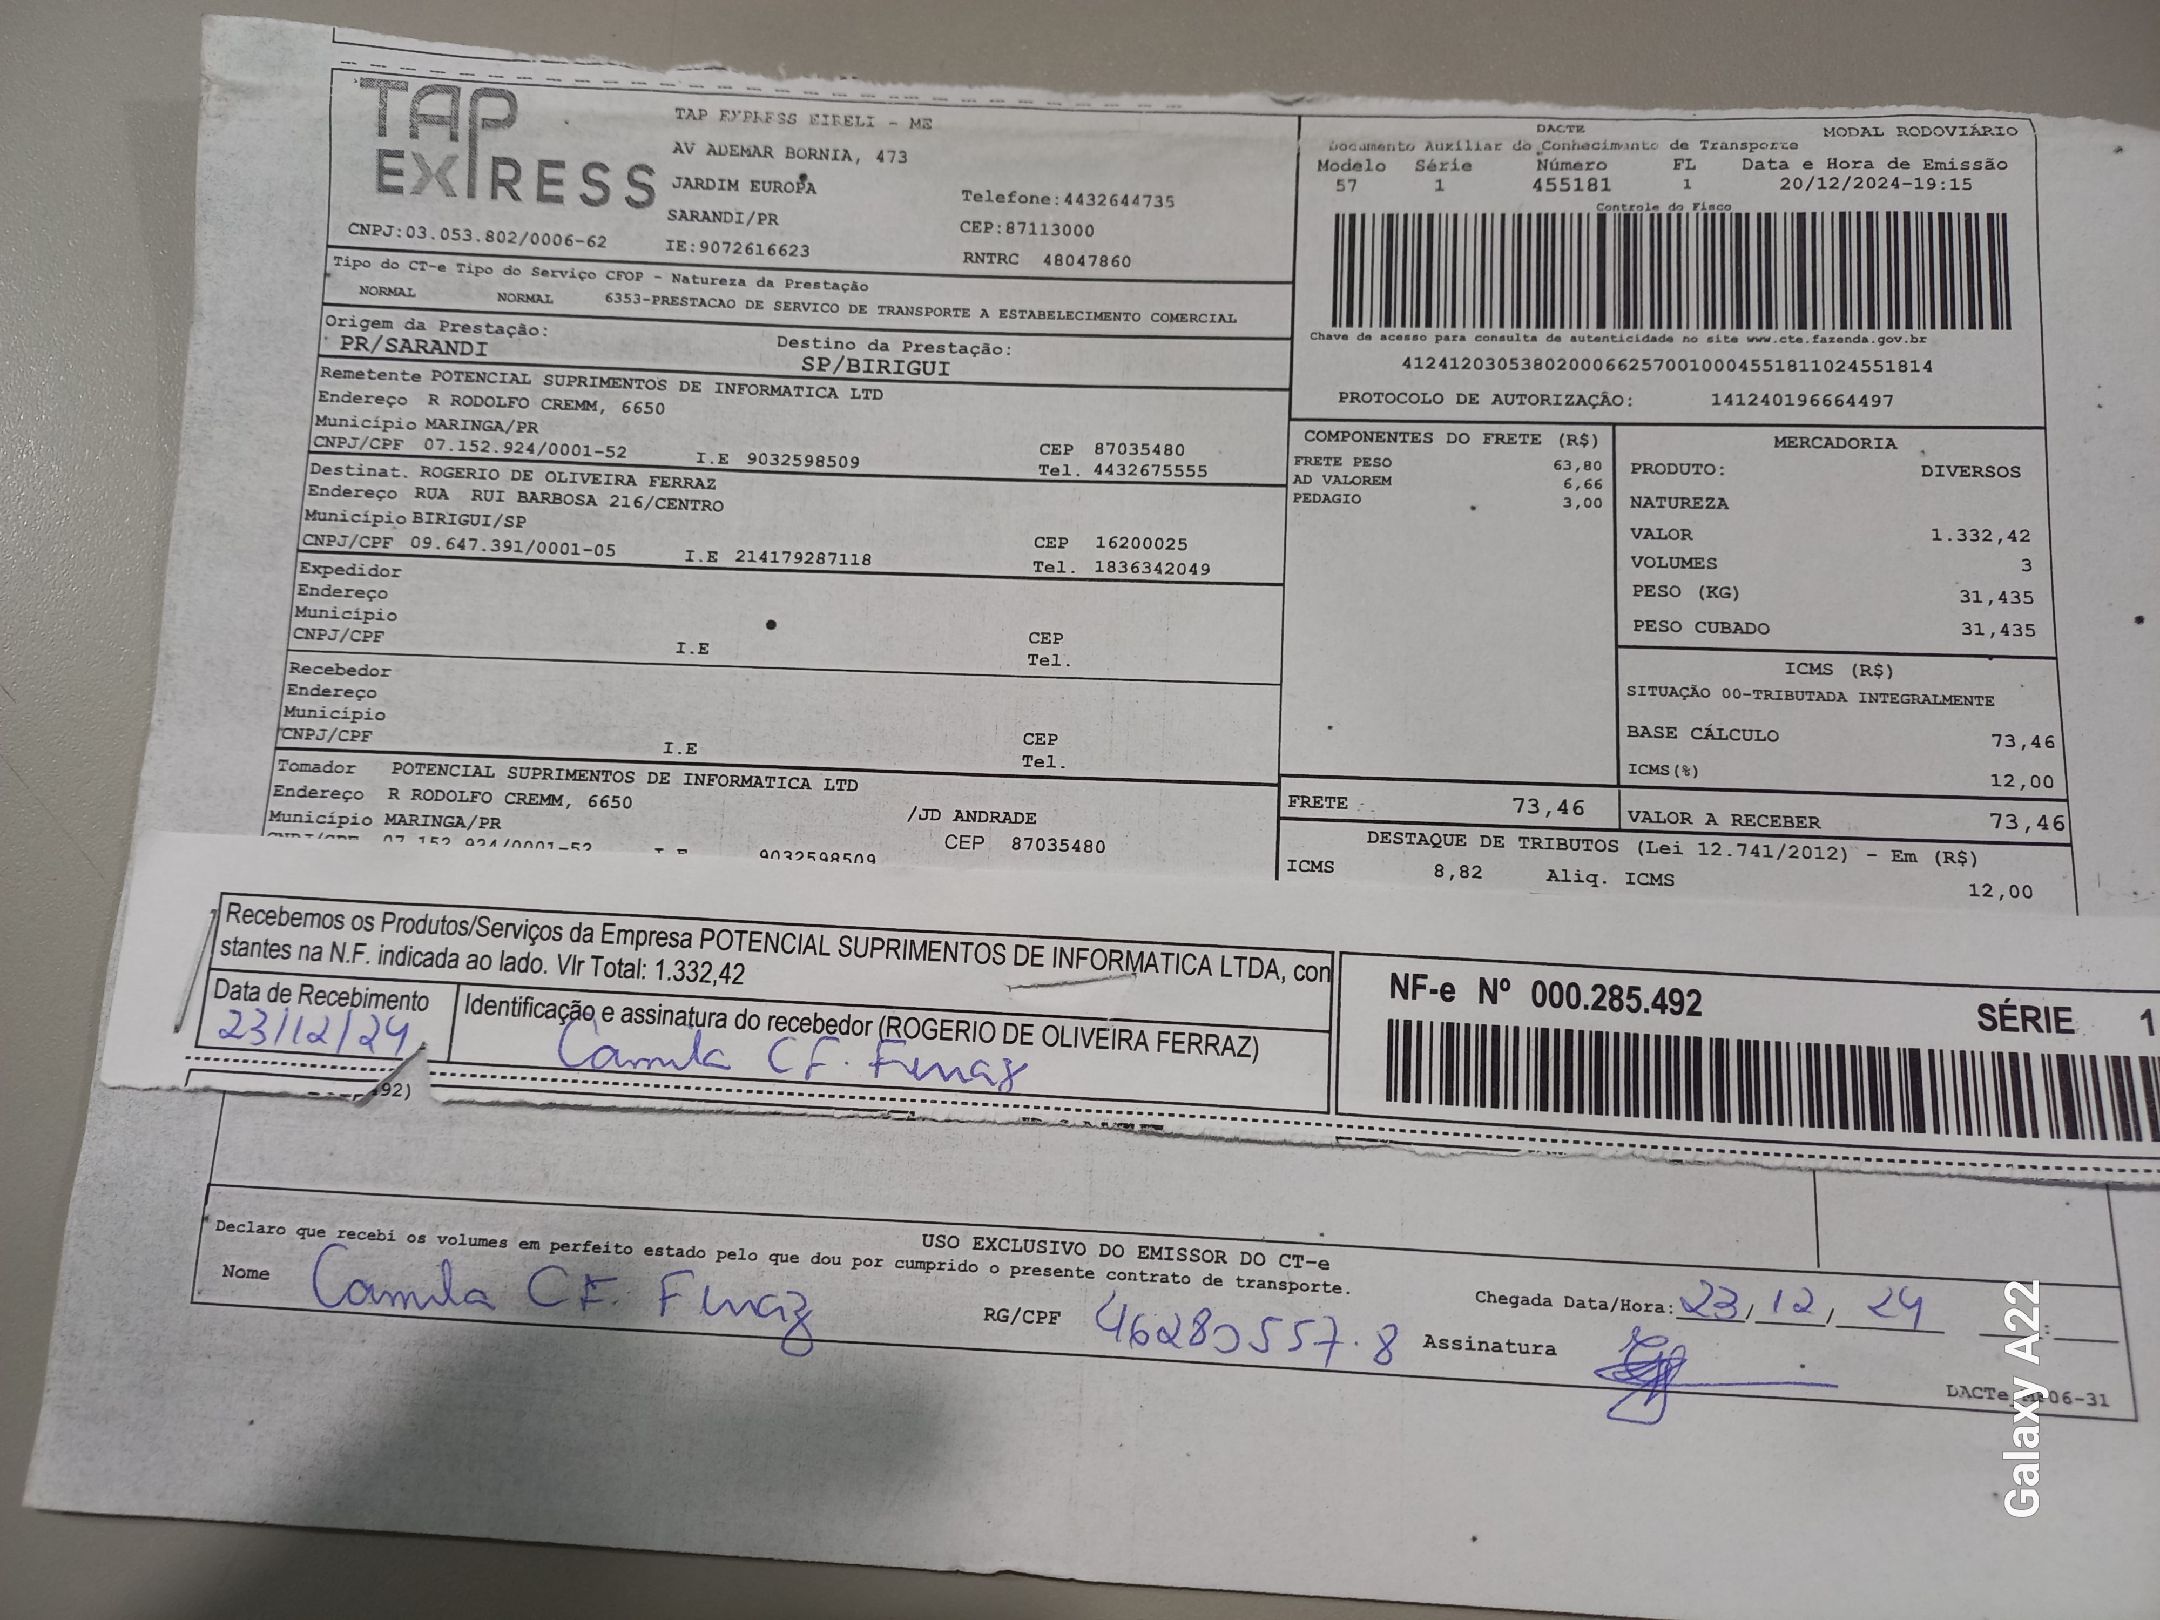 TAP EXPRESS
TAP EXPRESS EIRELI - ME
AV ADEMAR BORNIA, 473
JARDIM EUROPA
SARANDI/PR
IE:9072616623
Telefone:4432644735
CEP:87113000
RNTRC 48047860
CNPJ:03.053.802/0006-62
Tipo do CT-e Tipo do Serviço CFOP - Natureza da Prestação
NORMAL NORMAL 6353-PRESTACAO DE SERVICO DE TRANSPORTE A ESTABELECIMENTO COMERCIAL
Origem da Prestação: Destino da Prestação:
PR/SARANDI SP/BIRIGUI
Remetente POTENCIAL SUPRIMENTOS DE INFORMATICA LTD
Endereço R RODOLFO CREMM, 6650
Município MARINGA/PR CEP 87035480
CNPJ/CPF 07.152.924/0001-52 I.E 9032598509 Tel. 4432675555
Destinat. ROGERIO DE OLIVEIRA FERRAZ
Endereço RUA RUI BARBOSA 216/CENTRO
Município BIRIGUI/SP CEP 16200025
CNPJ/CPF 09.647.391/0001-05 I.E 214179287118 Tel. 1836342049
Expedidor
Endereço
Município CEP
CNPJ/CPF I.E Tel.
Recebedor
Endereço
Município CEP
CNPJ/CPF I.E Tel.
Tomador POTENCIAL SUPRIMENTOS DE INFORMATICA LTD
Endereço R RODOLFO CREMM, 6650 /JD ANDRADE
Município MARINGA/PR CEP 87035480
CNPJ/CPF 07.152.924/0001-52 I.E 9032598509
DACTE MODAL RODOVIÁRIO
Documento Auxiliar do Conhecimento de Transporte
Modelo Série Número FL Data e Hora de Emissão
57 1 455181 1 20/12/2024-19:15
Controle do Fisco
Chave de acesso para consulta de autenticidade no site www.cte.fazenda.gov.br
41241203053802000662570010004551811024551814
PROTOCOLO DE AUTORIZAÇÃO: 141240196664497
COMPONENTES DO FRETE (R$)
FRETE PESO 63,80
AD VALOREM 6,66
PEDAGIO 3,00
MERCADORIA
PRODUTO: DIVERSOS
NATUREZA
VALOR 1.332,42
VOLUMES 3
PESO (KG) 31,435
PESO CUBADO 31,435
ICMS (R$)
SITUAÇÃO 00-TRIBUTADA INTEGRALMENTE
BASE CÁLCULO 73,46
ICMS(%) 12,00
FRETE 73,46 VALOR A RECEBER 73,46
DESTAQUE DE TRIBUTOS (Lei 12.741/2012) - Em (R$)
ICMS 8,82 Aliq. ICMS 12,00
Recebemos os Produtos/Serviços da Empresa POTENCIAL SUPRIMENTOS DE INFORMATICA LTDA, con
stantes na N.F. indicada ao lado. Vlr Total: 1.332,42
Data de Recebimento Identificação e assinatura do recebedor (ROGERIO DE OLIVEIRA FERRAZ)
23/12/24 Camila CF. Ferraz
NF-e Nº 000.285.492 SÉRIE 1
92)
USO EXCLUSIVO DO EMISSOR DO CT-e
Declaro que recebi os volumes em perfeito estado pelo que dou por cumprido o presente contrato de transporte.
Nome Camila CF. Ferraz RG/CPF 46280557.8 Assinatura
Chegada Data/Hora: 23/12/24 :
Galaxy A22